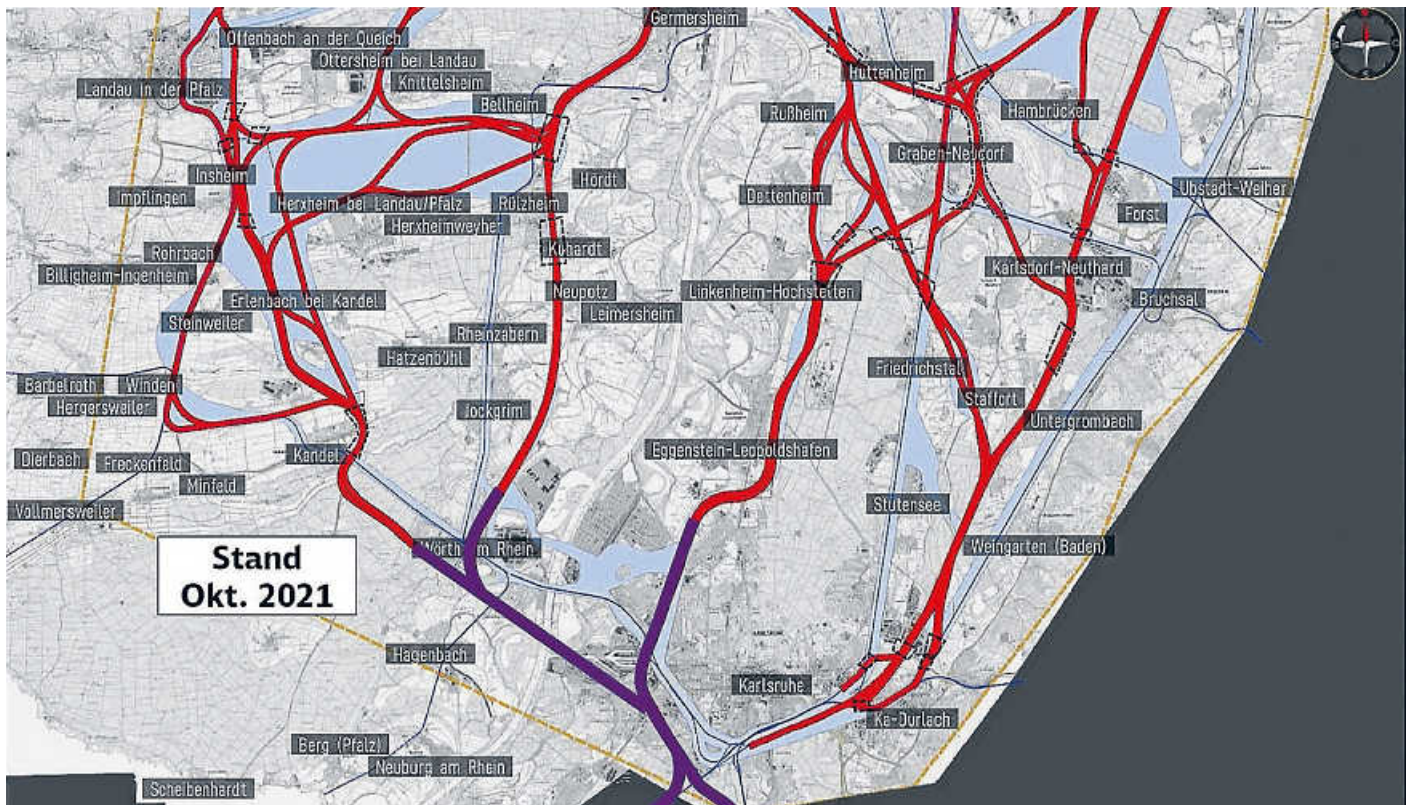 Germersheim
Offenbach an der Queich
Ottersheim bei Landau
Knittelsheim
Landau in der Pfalz
Bellheim
Huttenheim
Rußheim
Hambrücken
Graben-Neudorf
Insheim
Impflingen
Hördt
Dettenheim
Herxheim bei Landau/Pfalz
Rülzheim
Ubstadt-Weiher
Herxheimweyher
Forst
Rohrbach
Kuhardt
Billigheim-Ingenheim
Karlsdorf-Neuthard
Neupotz
Linkenheim-Hochstetten
Erlenbach bei Kandel
Bruchsal
Leimersheim
Steinweiler
Rheinzabern
Hatzenbühl
Friedrichstal
Barbelroth
Winden
Staffort
Hergersweiler
Jockgrim
Untergrombach
Eggenstein-Leopoldshafen
Kandel
Dierbach
Freckenfeld
Minfeld
Stutensee
Vollmersweiler
Wörth am Rhein
Weingarten (Baden)
Stand
Okt. 2021
Hagenbach
Karlsruhe
Ka-Durlach
Berg (Pfalz)
Neuburg am Rhein
Scheibenhardt